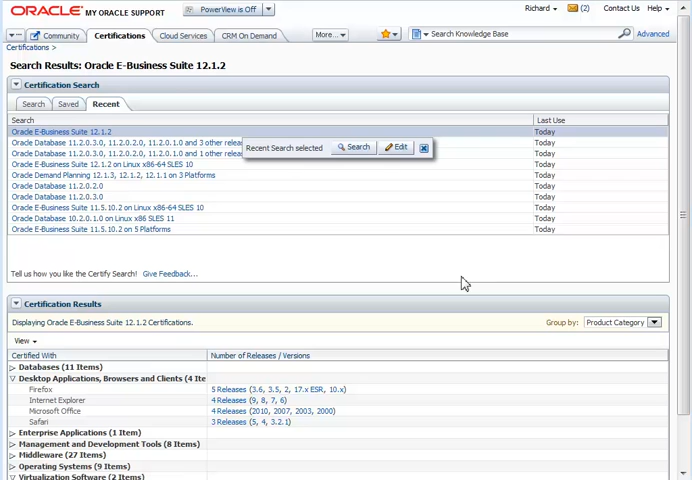 ORACLE MY ORACLE SUPPORT PowerView is Off Richard (2) Contact Us Help
Community Certifications Cloud Services CRM On Demand More... Search Knowledge Base Advanced
Certifications >
Search Results: Oracle E-Business Suite 12.1.2
Certification Search
Search Saved Recent
Search Last Use
Oracle E-Business Suite 12.1.2 Today
Oracle Database 11.2.0.3.0, 11.2.0.2.0, 11.2.0.1.0 and 3 other relea Today
Recent Search selected Search Edit
Oracle Database 11.2.0.3.0, 11.2.0.2.0, 11.2.0.1.0 and 1 other relea Today
Oracle E-Business Suite 12.1.2 on Linux x86-64 SLES 10 Today
Oracle Demand Planning 12.1.3, 12.1.2, 12.1.1 on 3 Platforms Today
Oracle Database 11.2.0.2.0 Today
Oracle Database 11.2.0.3.0 Today
Oracle E-Business Suite 11.5.10.2 on Linux x86-64 SLES 10 Today
Oracle Database 10.2.0.1.0 on Linux x86 SLES 11 Today
Oracle E-Business Suite 11.5.10.2 on 5 Platforms Today
Tell us how you like the Certify Search! Give Feedback...
Certification Results
Displaying Oracle E-Business Suite 12.1.2 Certifications. Group by: Product Category
View
Certified With Number of Releases / Versions
Databases (11 Items)
Desktop Applications, Browsers and Clients (4 Ite
Firefox 5 Releases (3.6, 3.5, 2, 17.x ESR, 10.x)
Internet Explorer 4 Releases (9, 8, 7, 6)
Microsoft Office 4 Releases (2010, 2007, 2003, 2000)
Safari 3 Releases (5, 4, 3.2.1)
Enterprise Applications (1 Item)
Management and Development Tools (8 Items)
Middleware (27 Items)
Operating Systems (9 Items)
Virtualization Software (2 Items)